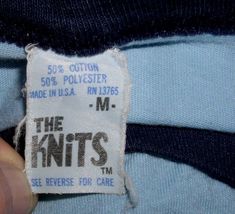 50% COTTON
50% POLYESTER
MADE IN U.S.A. RN 13765
-M-
THE
KNiTS
TM
SEE REVERSE FOR CARE